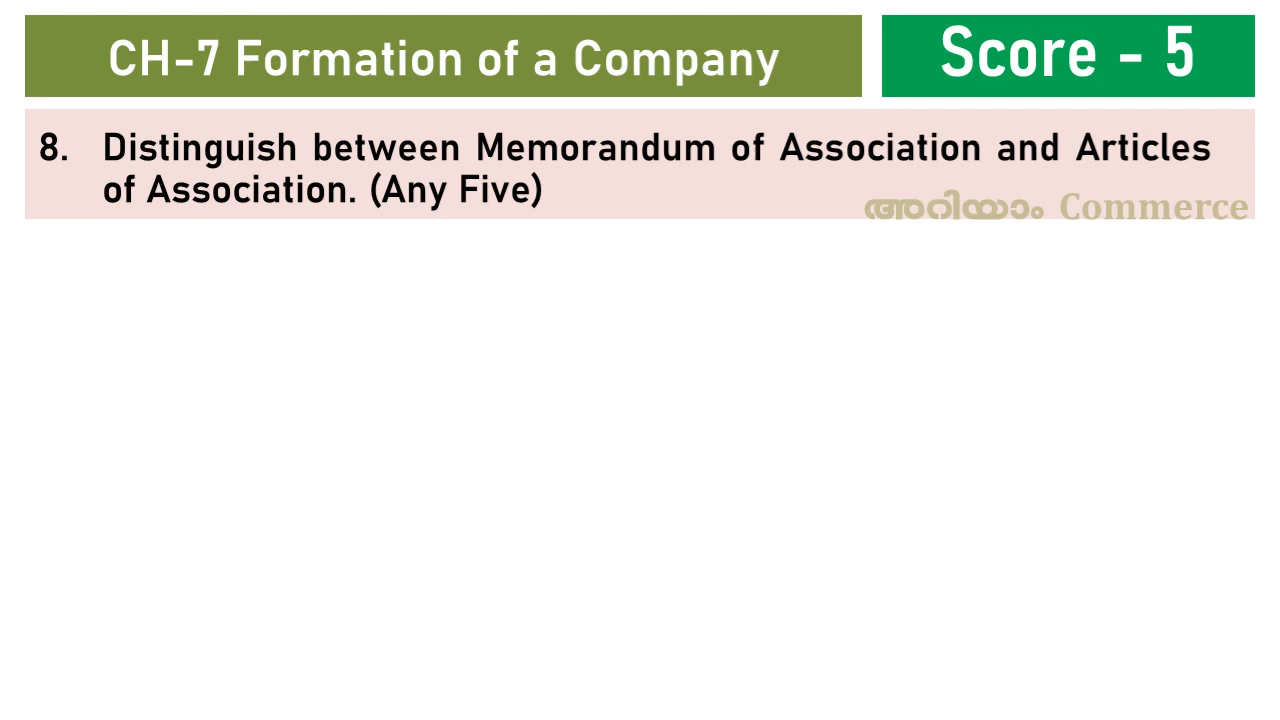 CH-7 Formation of a Company
Score - 5
8. Distinguish between Memorandum of Association and Articles
of Association. (Any Five)
അറിയാം Commerce